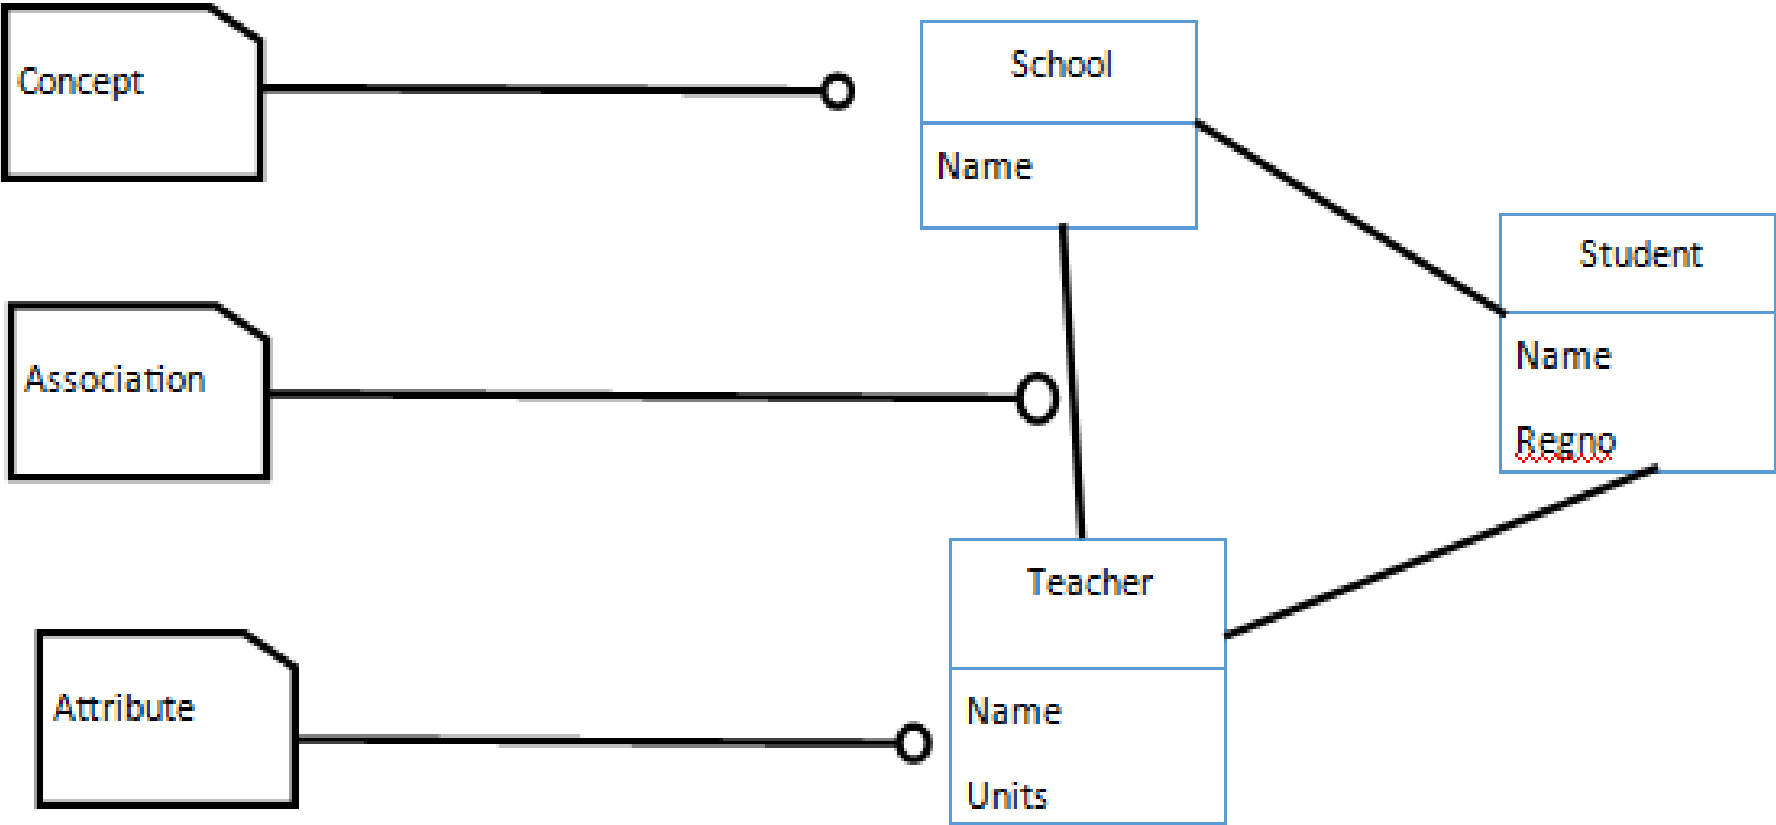 Concept
School
Name
Student
Name
Regno
Association
Teacher
Name
Units
Attribute